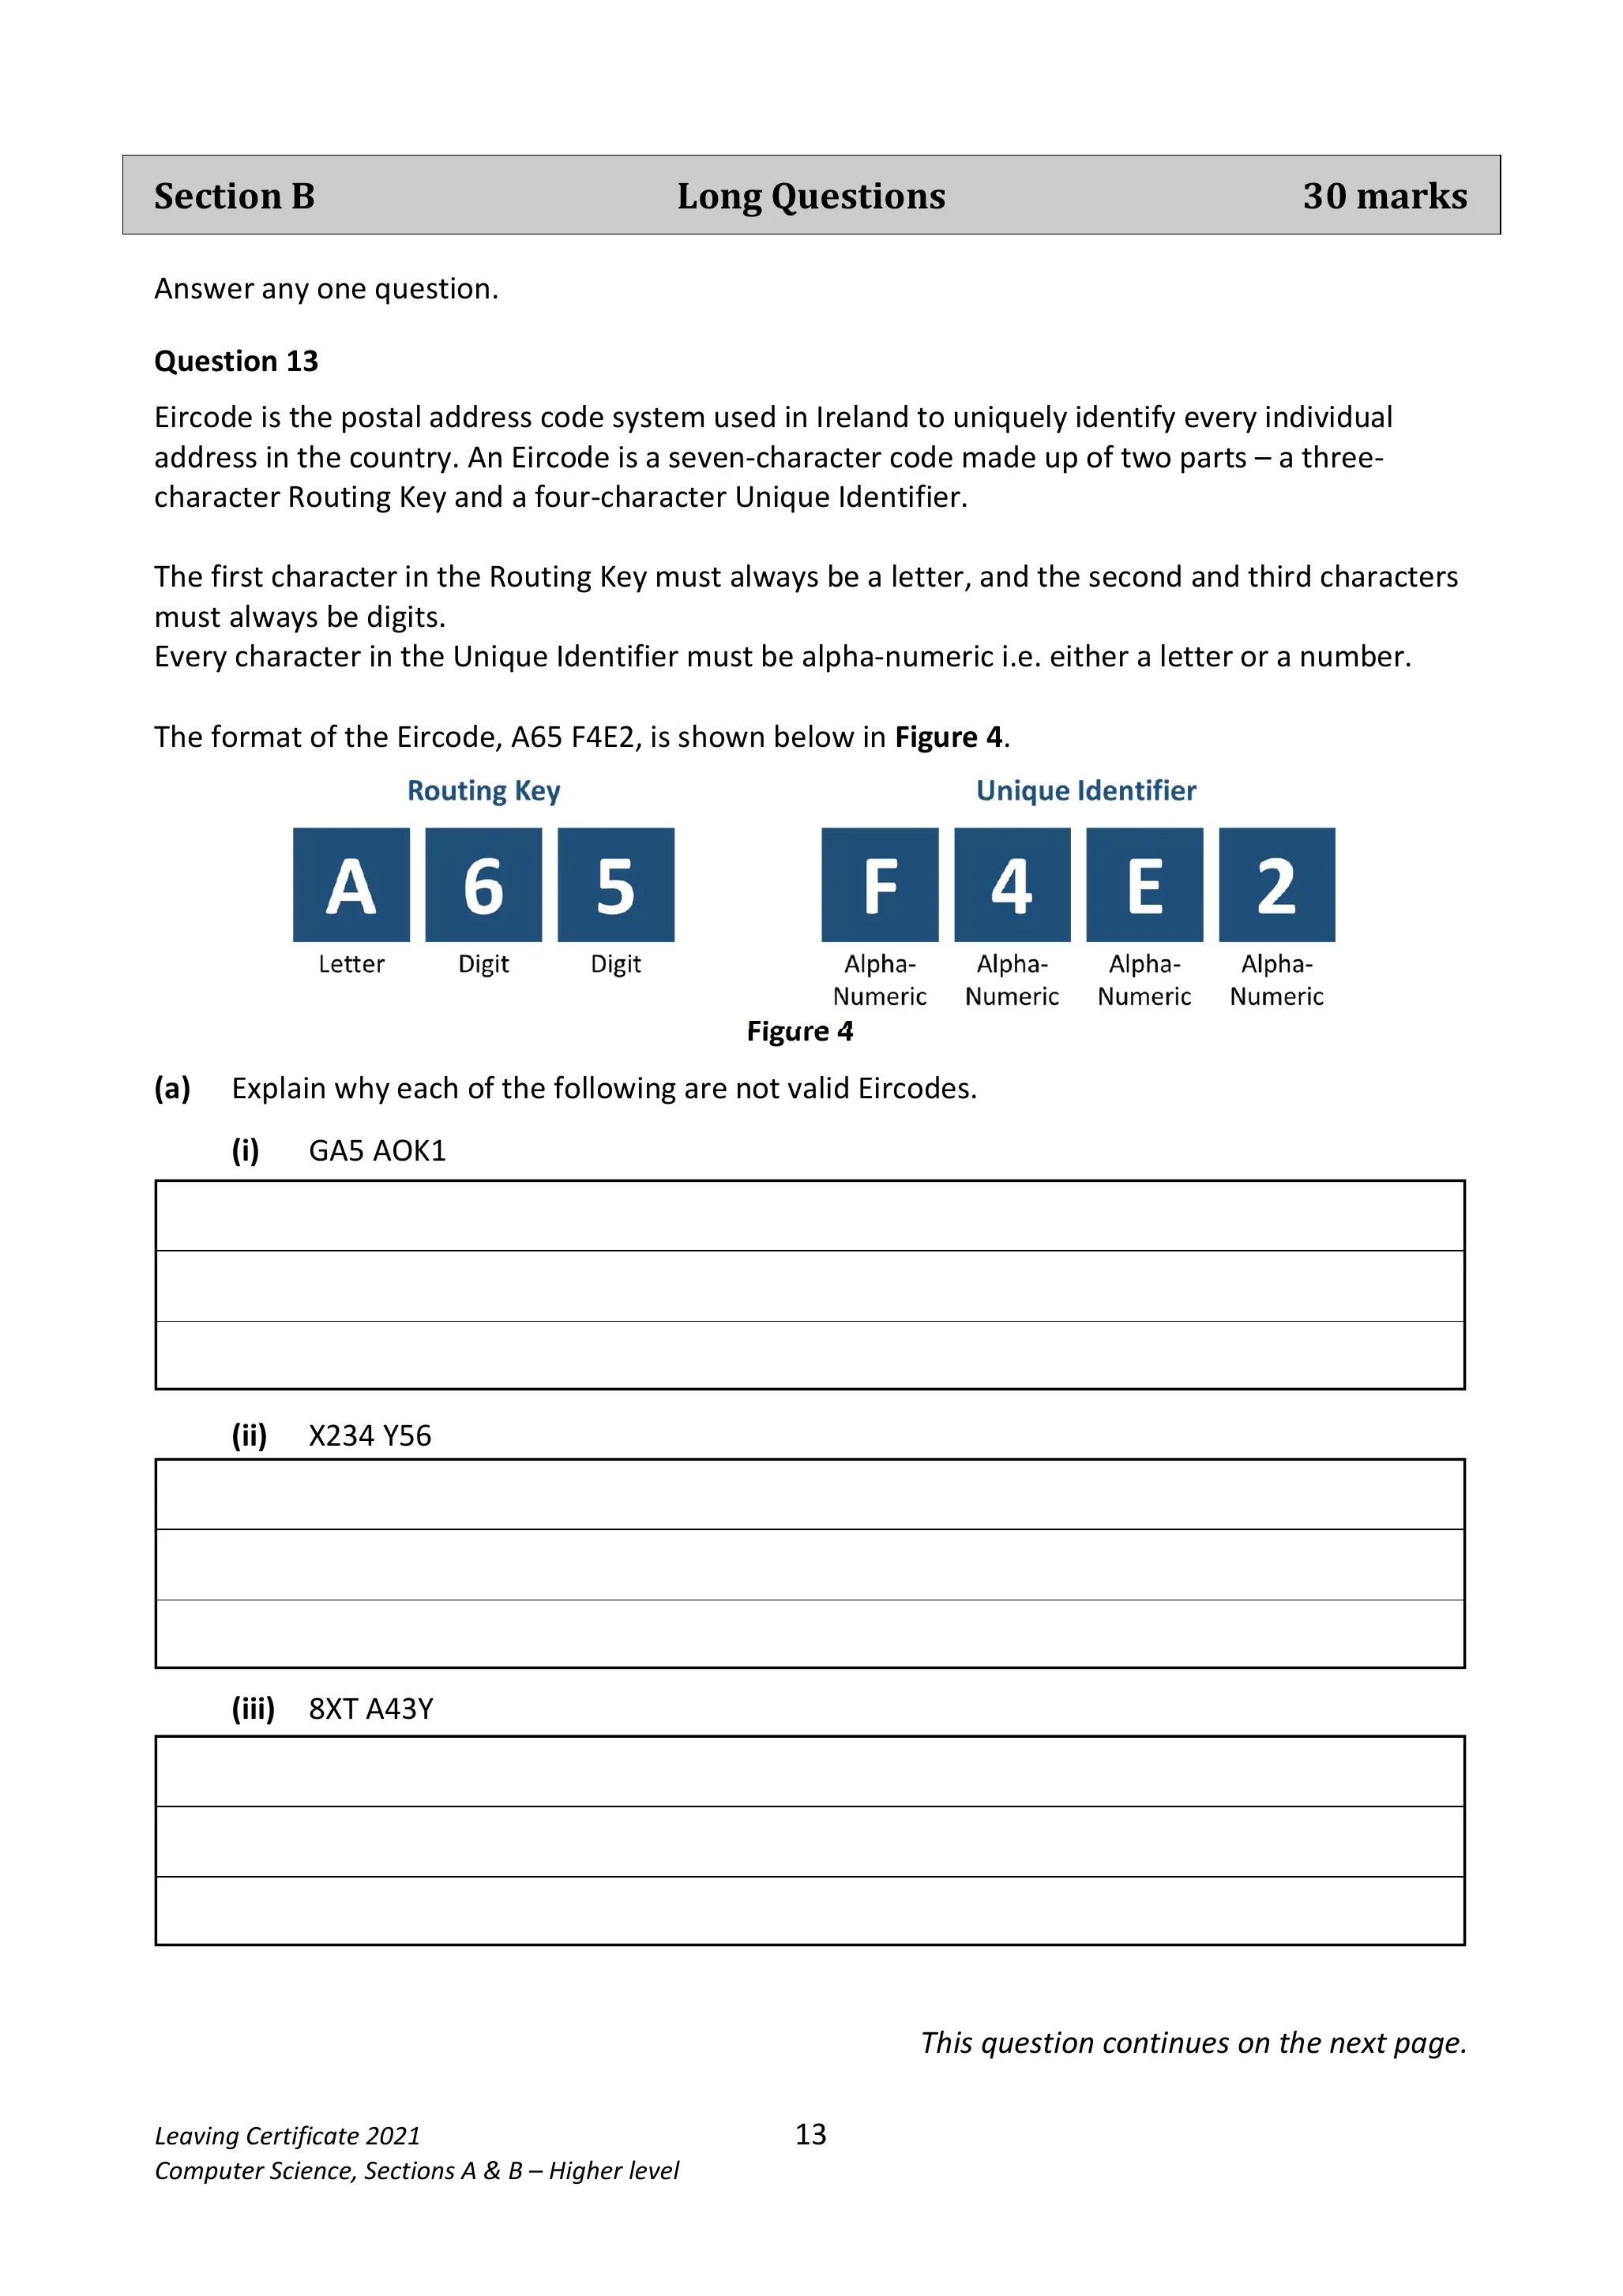 Section B Long Questions 30 marks
Answer any one question.
Question 13
Eircode is the postal address code system used in Ireland to uniquely identify every individual
address in the country. An Eircode is a seven-character code made up of two parts – a three-
character Routing Key and a four-character Unique Identifier.
The first character in the Routing Key must always be a letter, and the second and third characters
must always be digits.
Every character in the Unique Identifier must be alpha-numeric i.e. either a letter or a number.
The format of the Eircode, A65 F4E2, is shown below in Figure 4.
Routing Key Unique Identifier
A 6 5 F 4 E 2
Letter Digit Digit Alpha- Alpha- Alpha- Alpha-
Numeric Numeric Numeric Numeric
Figure 4
(a) Explain why each of the following are not valid Eircodes.
(i) GA5 AOK1
(ii) X234 Y56
(iii) 8XT A43Y
This question continues on the next page.
Leaving Certificate 2021 13
Computer Science, Sections A & B – Higher level